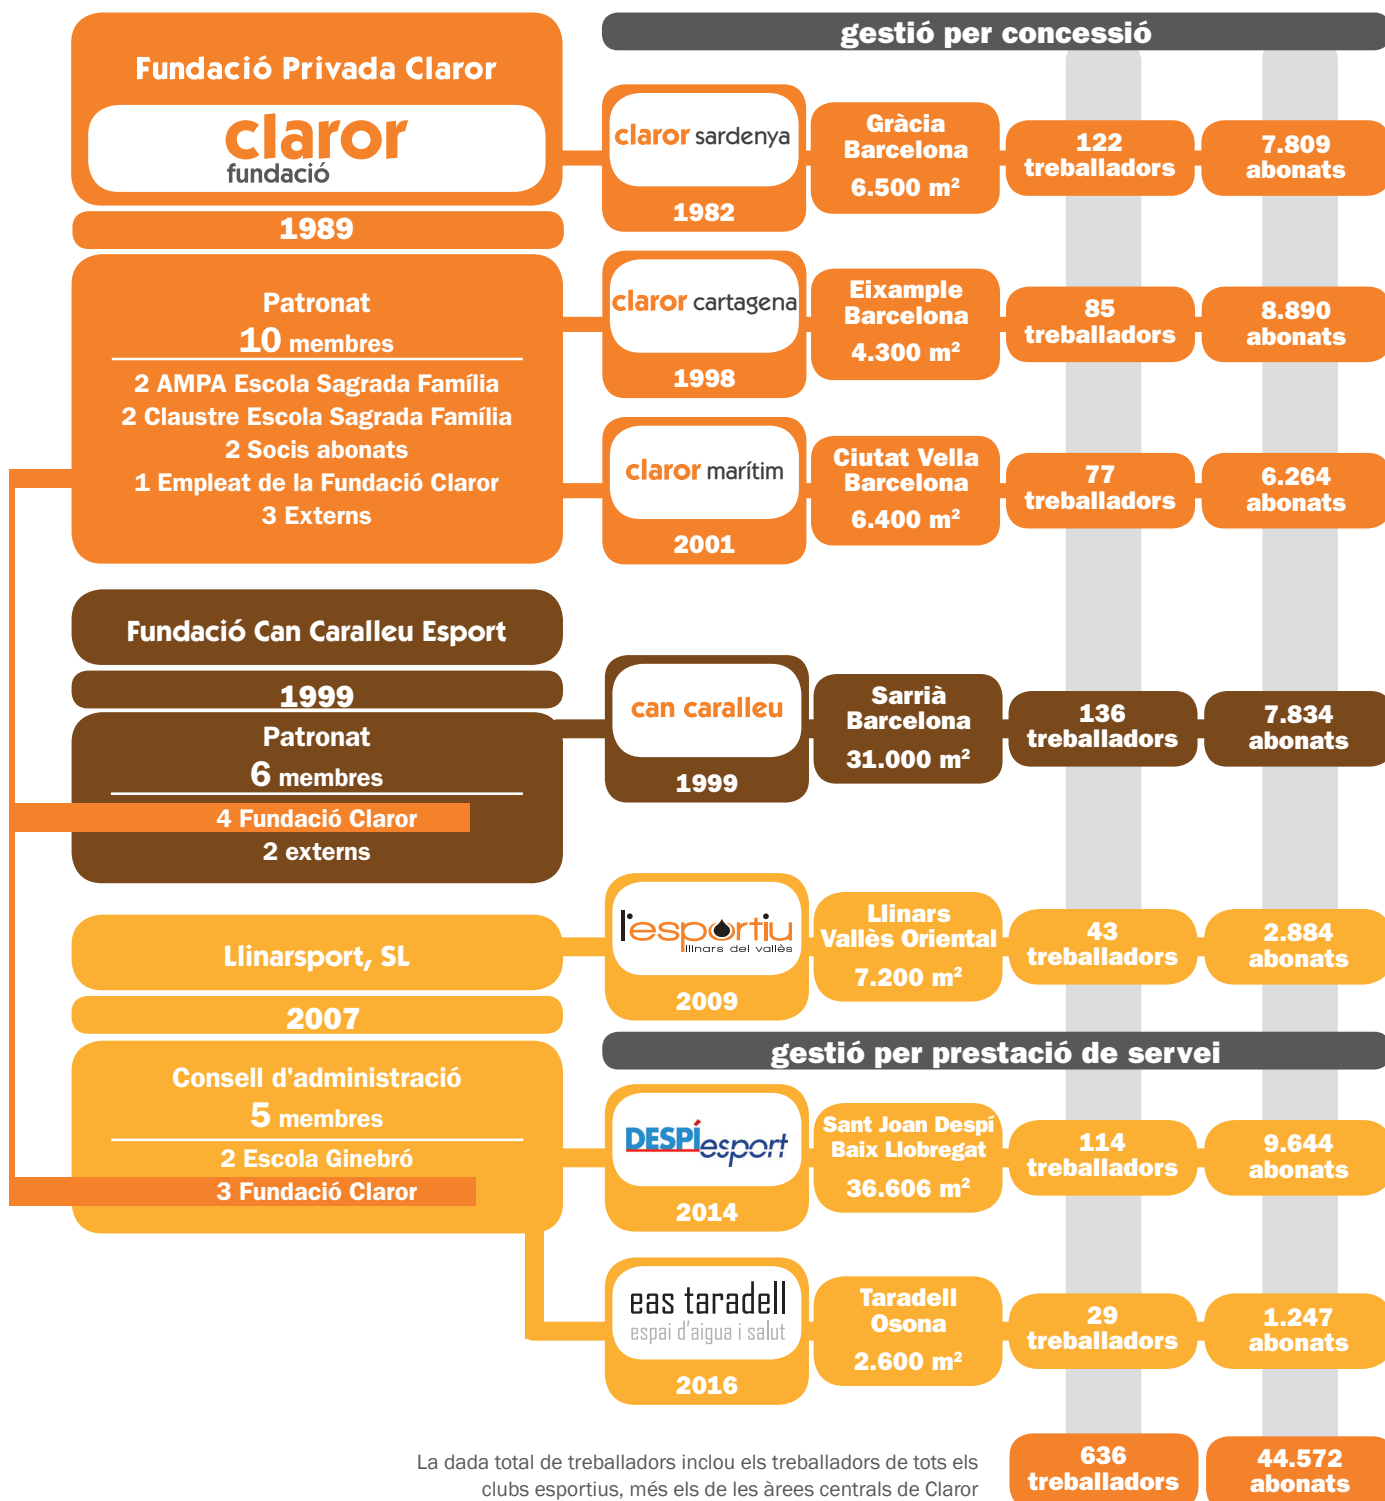 Fundació Privada Claror
claror
fundació
1989
Patronat
10 membres
2 AMPA Escola Sagrada Família
2 Claustre Escola Sagrada Família
2 Socis abonats
1 Empleat de la Fundació Claror
3 Externs
gestió per concessió
claror sardenya
1982
Gràcia
Barcelona
6.500 m²
122
treballadors
7.809
abonats
claror cartagena
1998
Eixample
Barcelona
4.300 m²
85
treballadors
8.890
abonats
claror marítim
2001
Ciutat Vella
Barcelona
6.400 m²
77
treballadors
6.264
abonats
Fundació Can Caralleu Esport
1999
Patronat
6 membres
4 Fundació Claror
2 externs
can caralleu
1999
Sarrià
Barcelona
31.000 m²
136
treballadors
7.834
abonats
Llinarsport, SL
2007
Consell d'administració
5 membres
2 Escola Ginebró
3 Fundació Claror
l'esportiu
llinars del vallès
2009
Llinars
Vallès Oriental
7.200 m²
43
treballadors
2.884
abonats
gestió per prestació de servei
DESPÍ esport
2014
Sant Joan Despí
Baix Llobregat
36.606 m²
114
treballadors
9.644
abonats
eas taradell
espai d'aigua i salut
2016
Taradell
Osona
2.600 m²
29
treballadors
1.247
abonats
La dada total de treballadors inclou els treballadors de tots els
clubs esportius, més els de les àrees centrals de Claror
636
treballadors
44.572
abonats